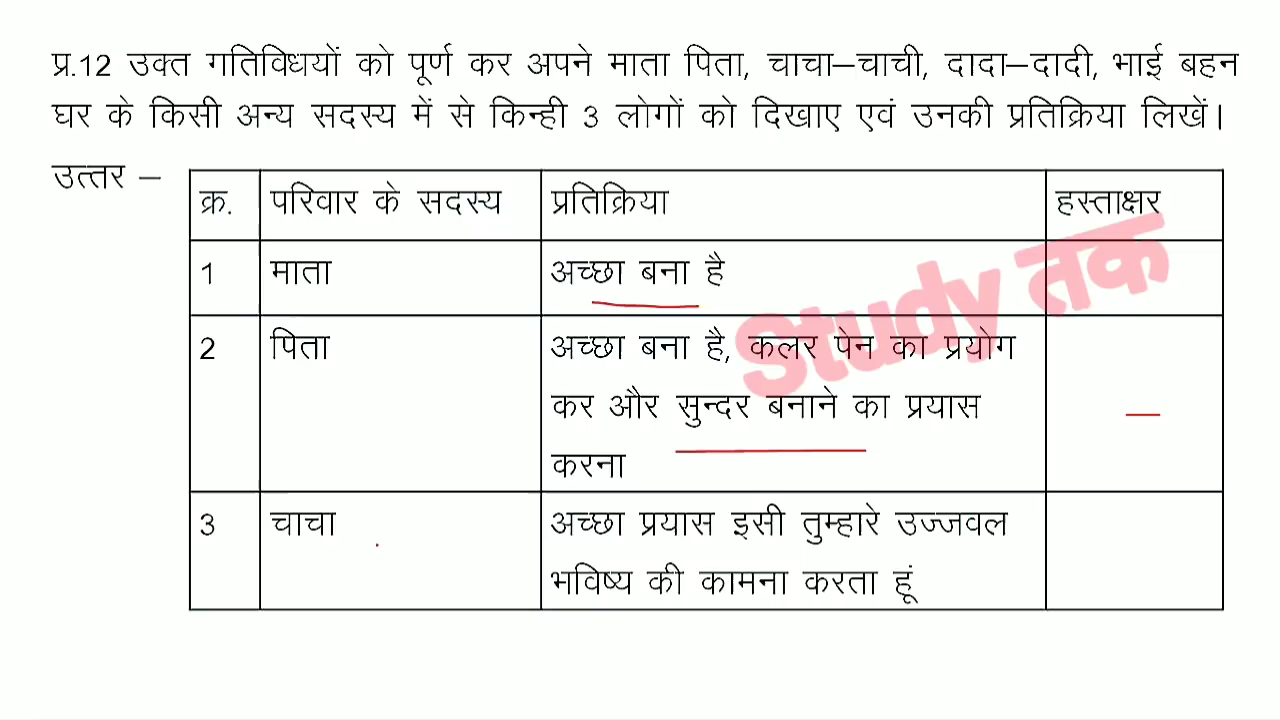 प्र.12 उक्त गतिविधयों को पूर्ण कर अपने माता पिता, चाचा–चाची, दादा–दादी, भाई बहन
घर के किसी अन्य सदस्य में से किन्ही 3 लोगों को दिखाए एवं उनकी प्रतिक्रिया लिखें।
उत्तर –
क्र. परिवार के सदस्य प्रतिक्रिया हस्ताक्षर
1 माता अच्छा बना है
2 पिता अच्छा बना है, कलर पेन का प्रयोग
कर और सुन्दर बनाने का प्रयास
करना
3 चाचा अच्छा प्रयास इसी तुम्हारे उज्जवल
भविष्य की कामना करता हूं
Study तक